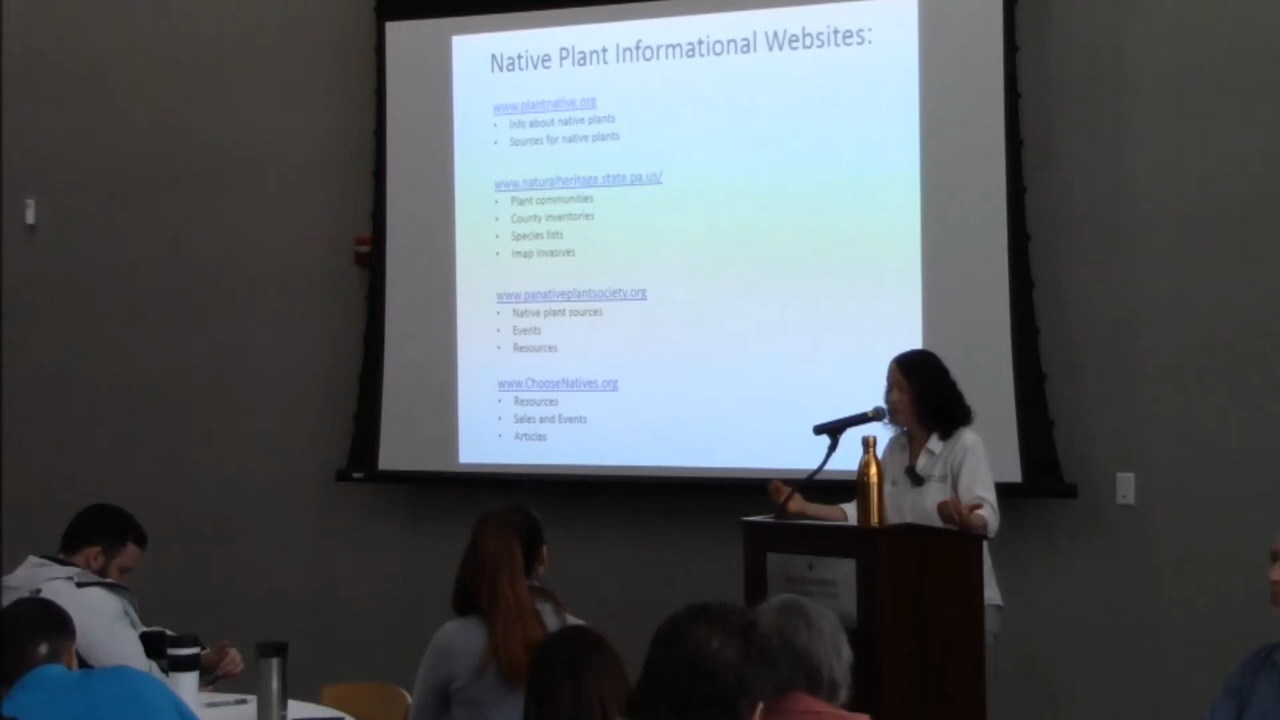 Native Plant Informational Websites:
www.plantnative.org
• Info about native plants
• Sources for native plants
www.naturalheritage.state.pa.us/
• Plant communities
• County inventories
• Species lists
• Imap Invasives
www.panativeplantsociety.org
• Native plant sources
• Events
• Resources
www.ChooseNatives.org
• Resources
• Sales and Events
• Articles